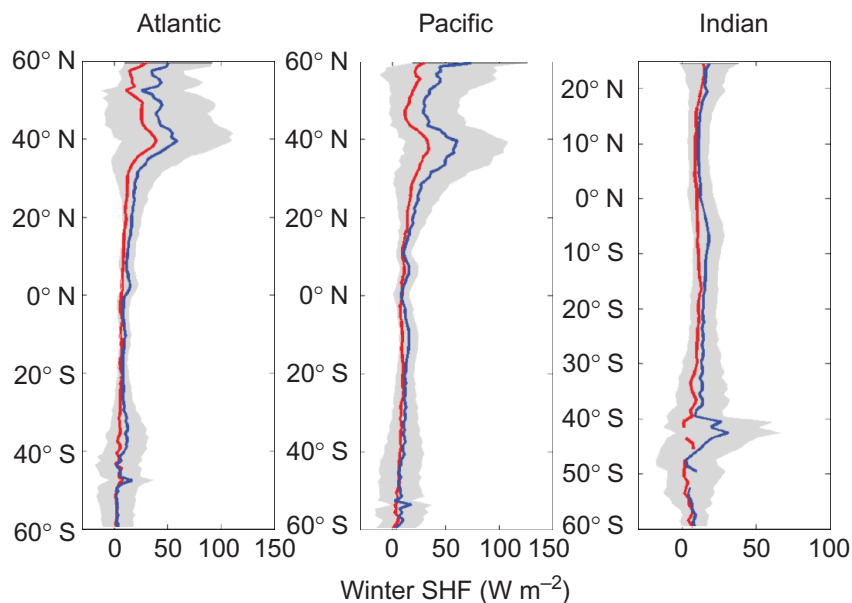 Atlantic
Pacific
Indian
60° N
40° N
20° N
0° N
20° S
40° S
60° S
0
50
100
150
60° N
40° N
20° N
0° N
20° S
40° S
60° S
0
50
100
150
20° N
10° N
0° N
10° S
20° S
30° S
40° S
50° S
60° S
0
50
100
Winter SHF (W m⁻²)